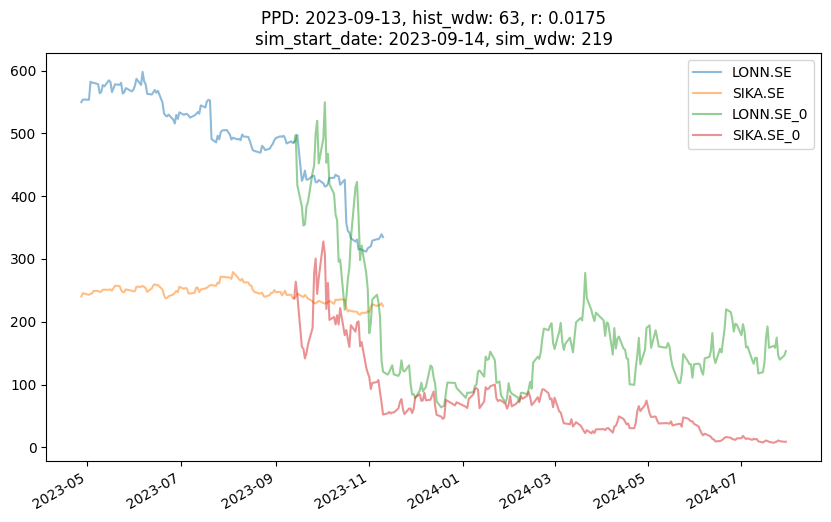 PPD: 2023-09-13, hist_wdw: 63, r: 0.0175
sim_start_date: 2023-09-14, sim_wdw: 219
LONN.SE
SIKA.SE
LONN.SE_0
SIKA.SE_0
600
500
400
300
200
100
0
2023-05
2023-07
2023-09
2023-11
2024-01
2024-03
2024-05
2024-07